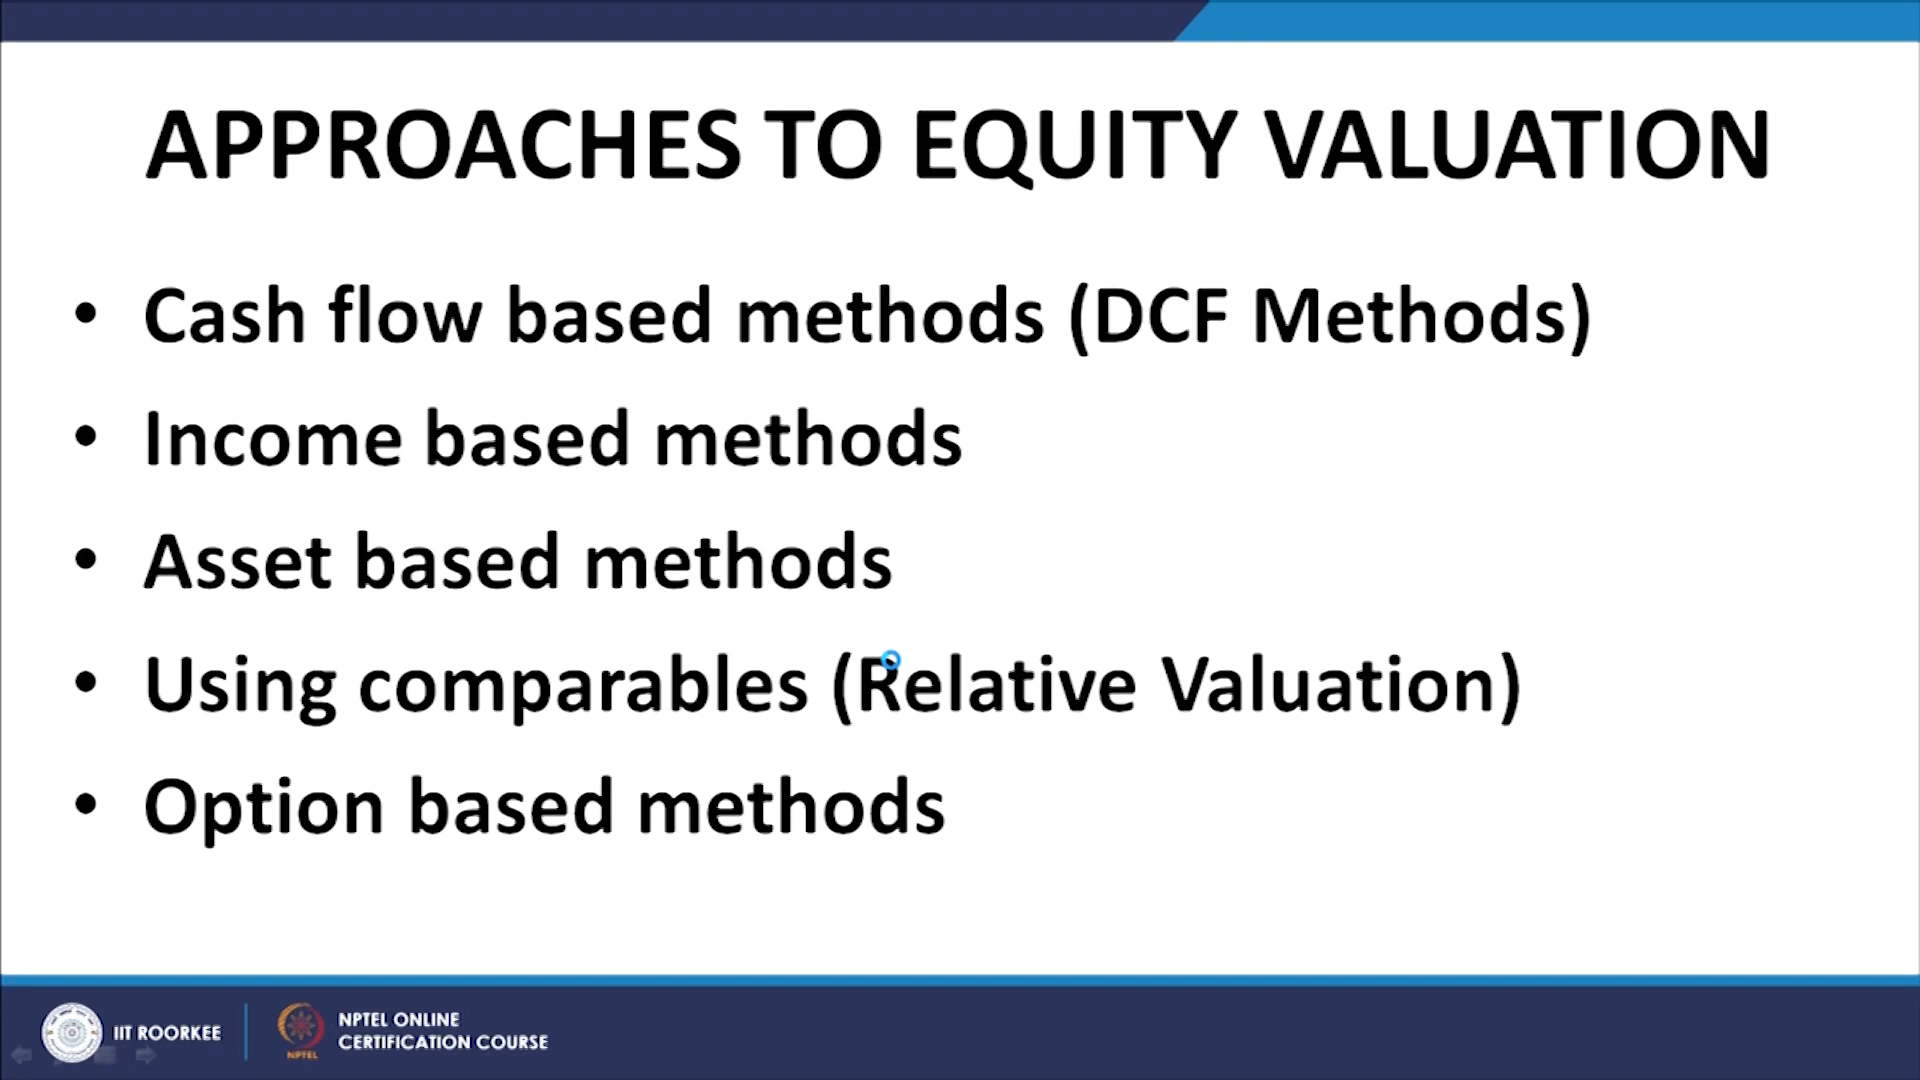 APPROACHES TO EQUITY VALUATION
• Cash flow based methods (DCF Methods)
• Income based methods
• Asset based methods
• Using comparables (Relative Valuation)
• Option based methods
IIT ROORKEE
NPTEL
NPTEL ONLINE
CERTIFICATION COURSE